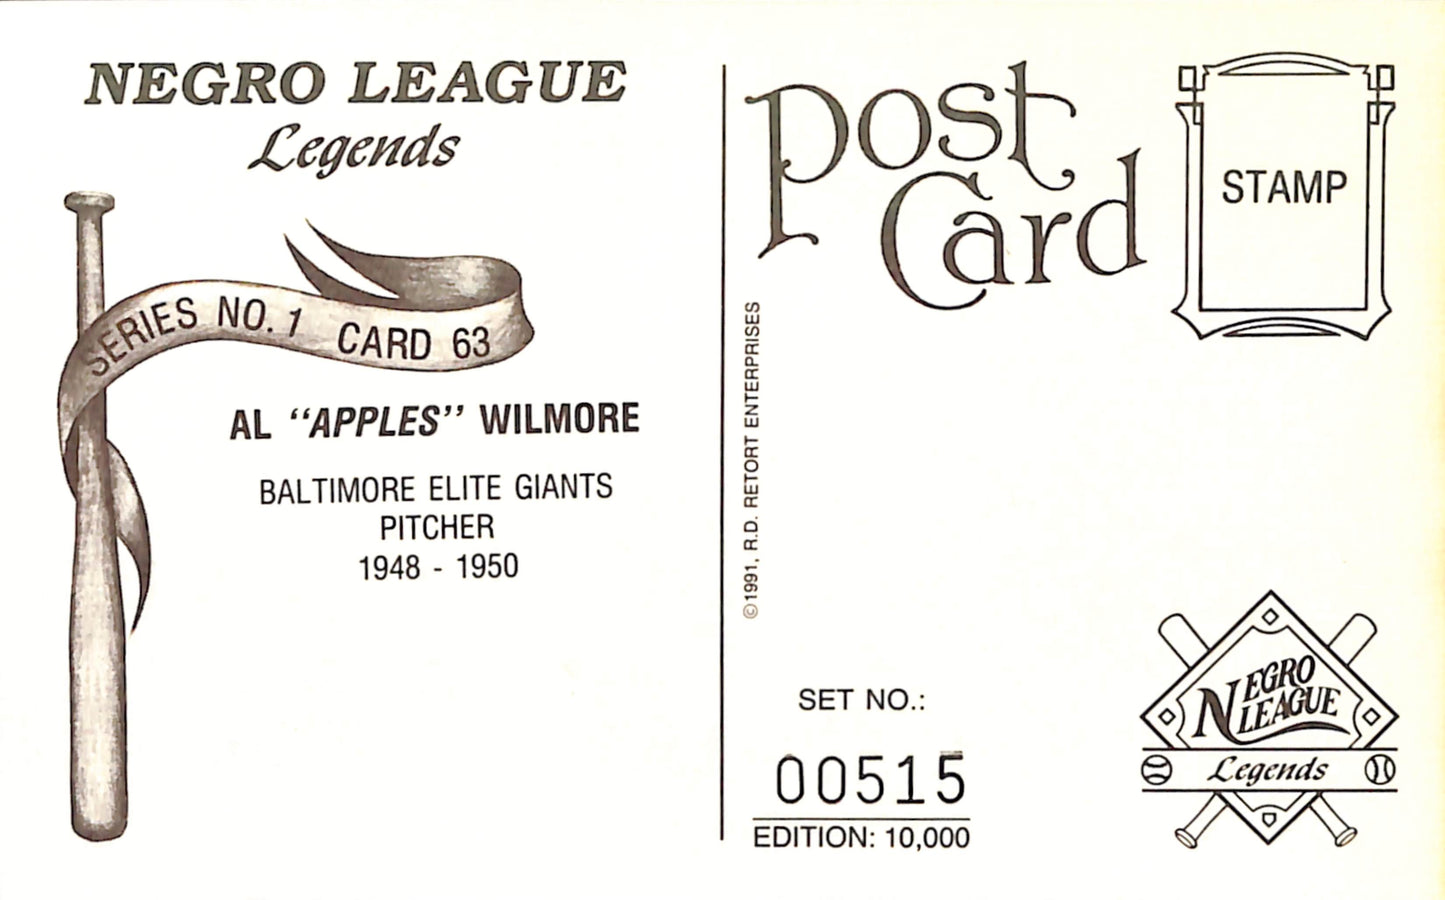 NEGRO LEAGUE
Legends
SERIES NO. 1 CARD 63
AL "APPLES" WILMORE
BALTIMORE ELITE GIANTS
PITCHER
1948 - 1950
©1991, R.D. RETORT ENTERPRISES
post
Card
STAMP
SET NO.:
00515
EDITION: 10,000
NEGRO
LEAGUE
Legends